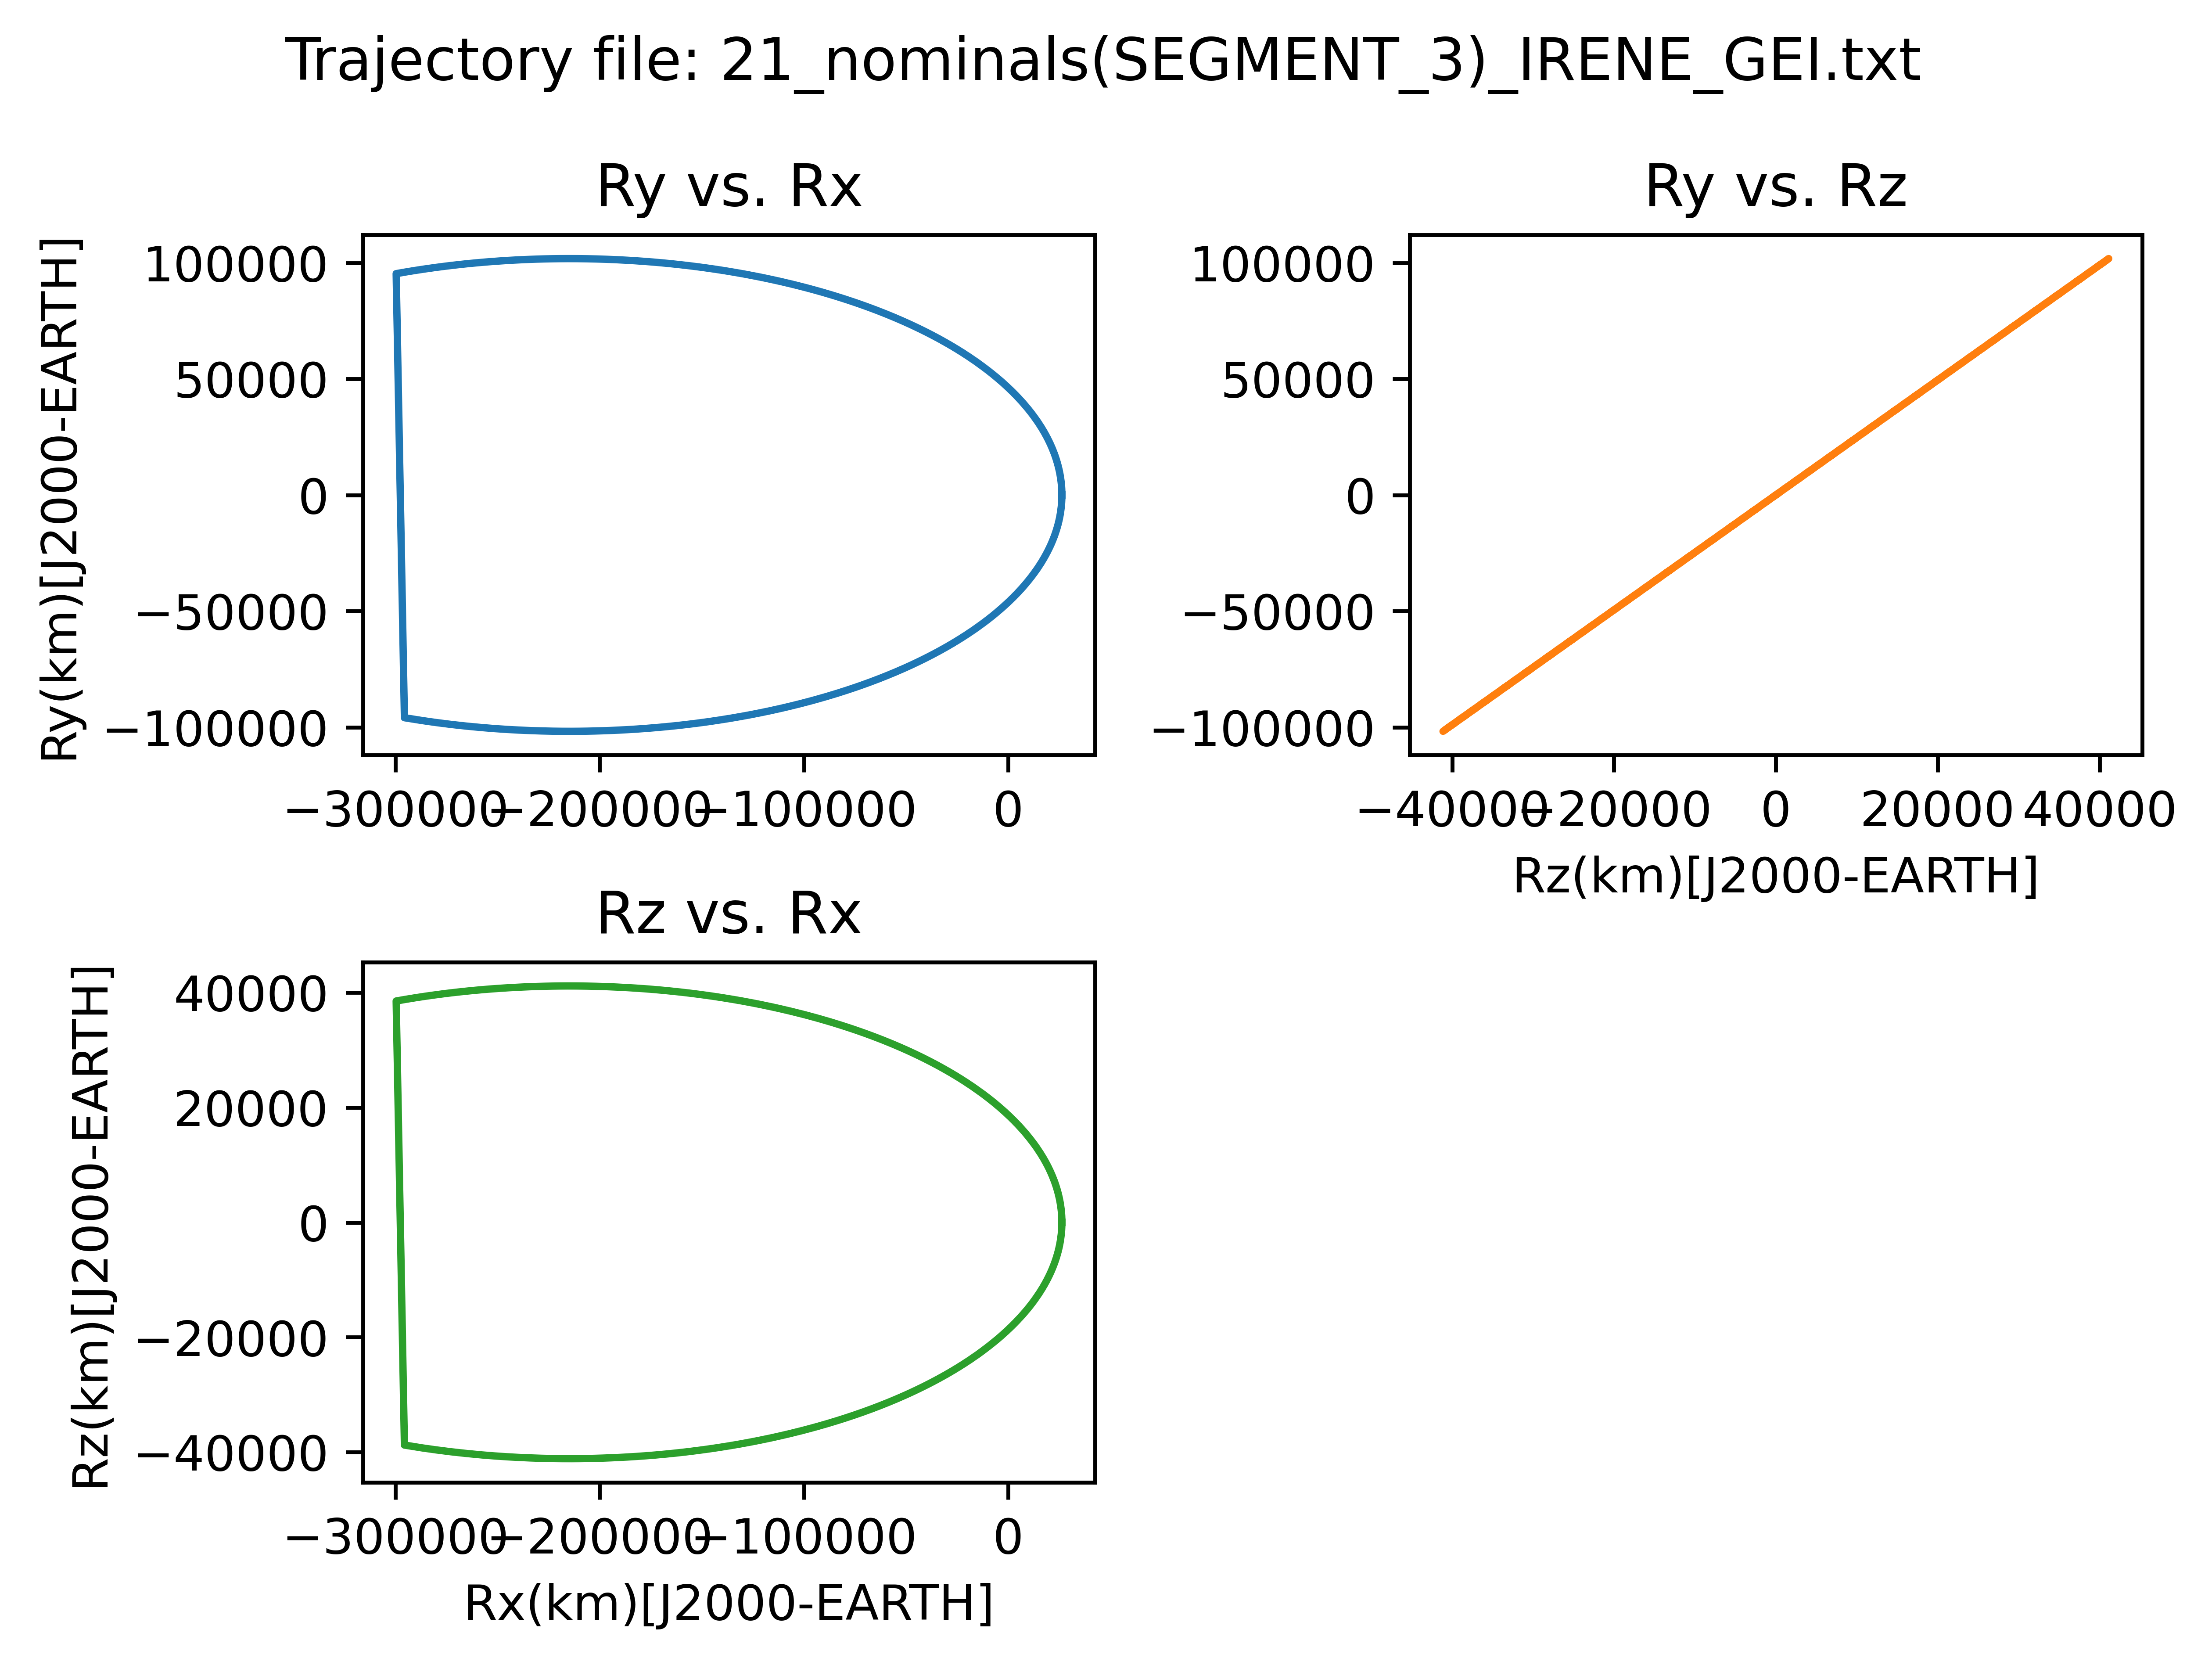 Trajectory file: 21_nominals(SEGMENT_3)_IRENE_GEI.txt
Ry vs. Rx
Ry(km)[J2000-EARTH]
100000
50000
0
−50000
−100000
−300000 −200000 −100000 0
Ry vs. Rz
100000
50000
0
−50000
−100000
−40000 −20000 0 20000 40000
Rz(km)[J2000-EARTH]
Rz vs. Rx
Rz(km)[J2000-EARTH]
40000
20000
0
−20000
−40000
−300000 −200000 −100000 0
Rx(km)[J2000-EARTH]